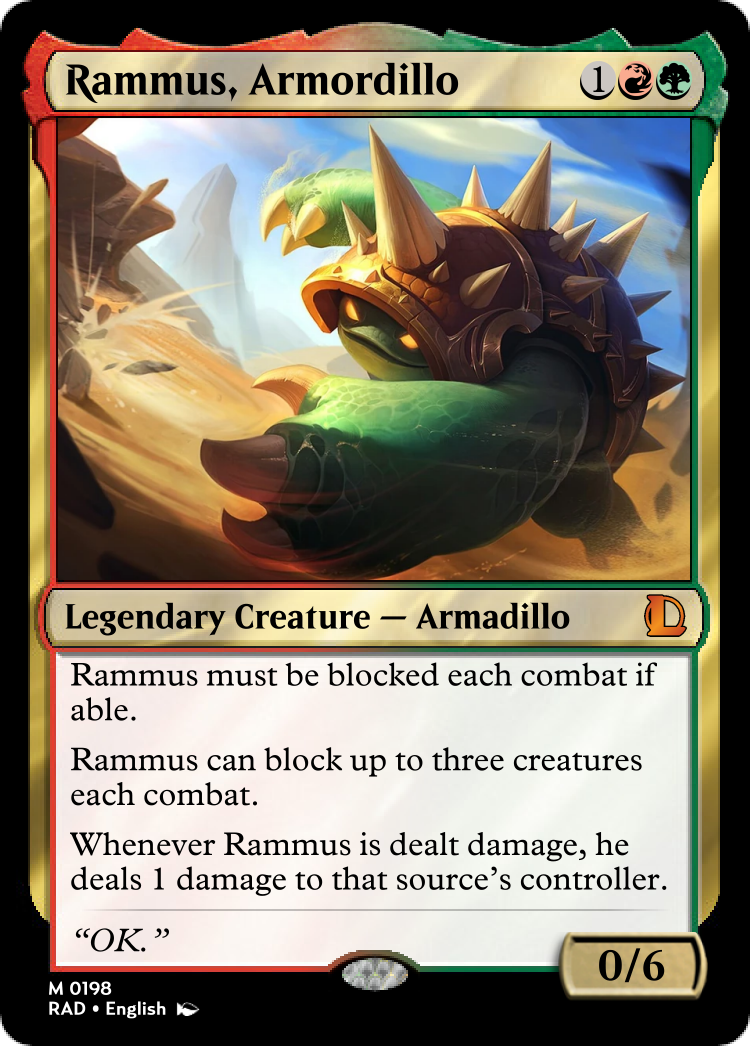 Rammus, Armordillo 1
Legendary Creature — Armadillo
Rammus must be blocked each combat if
able.
Rammus can block up to three creatures
each combat.
Whenever Rammus is dealt damage, he
deals 1 damage to that source's controller.
"OK."
0/6
M 0198
RAD • English